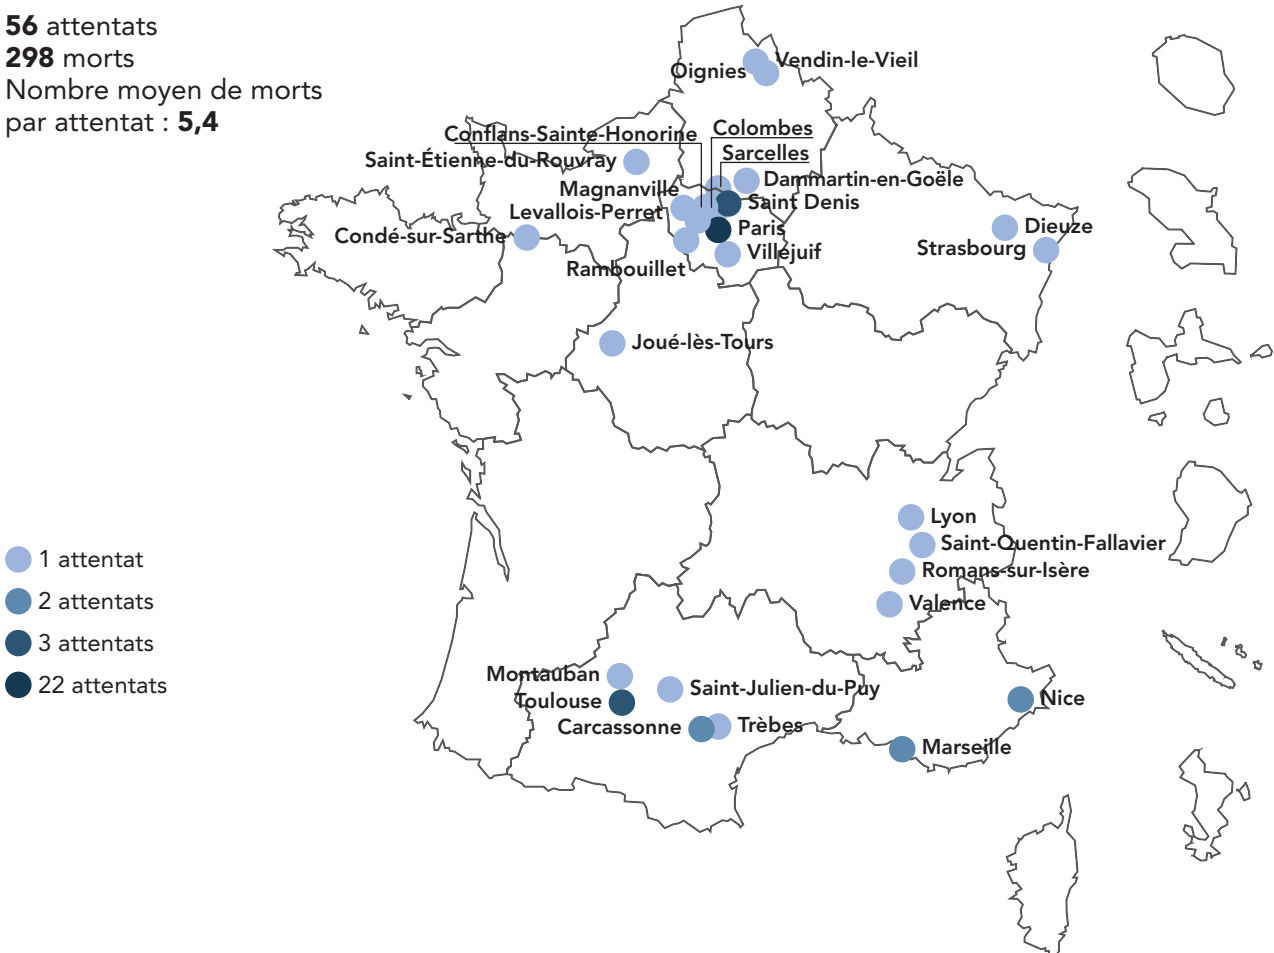 56 attentats
298 morts
Nombre moyen de morts
par attentat : 5,4
Vendin-le-Vieil
Oignies
Conflans-Sainte-Honorine
Colombes
Sarcelles
Saint-Étienne-du-Rouvray
Dammartin-en-Goële
Magnanville
Saint Denis
Levallois-Perret
Paris
Condé-sur-Sarthe
Villejuif
Rambouillet
Dieuze
Strasbourg
Joué-lès-Tours
Lyon
Saint-Quentin-Fallavier
Romans-sur-Isère
Valence
1 attentat
2 attentats
3 attentats
22 attentats
Montauban
Saint-Julien-du-Puy
Toulouse
Carcassonne
Trèbes
Nice
Marseille